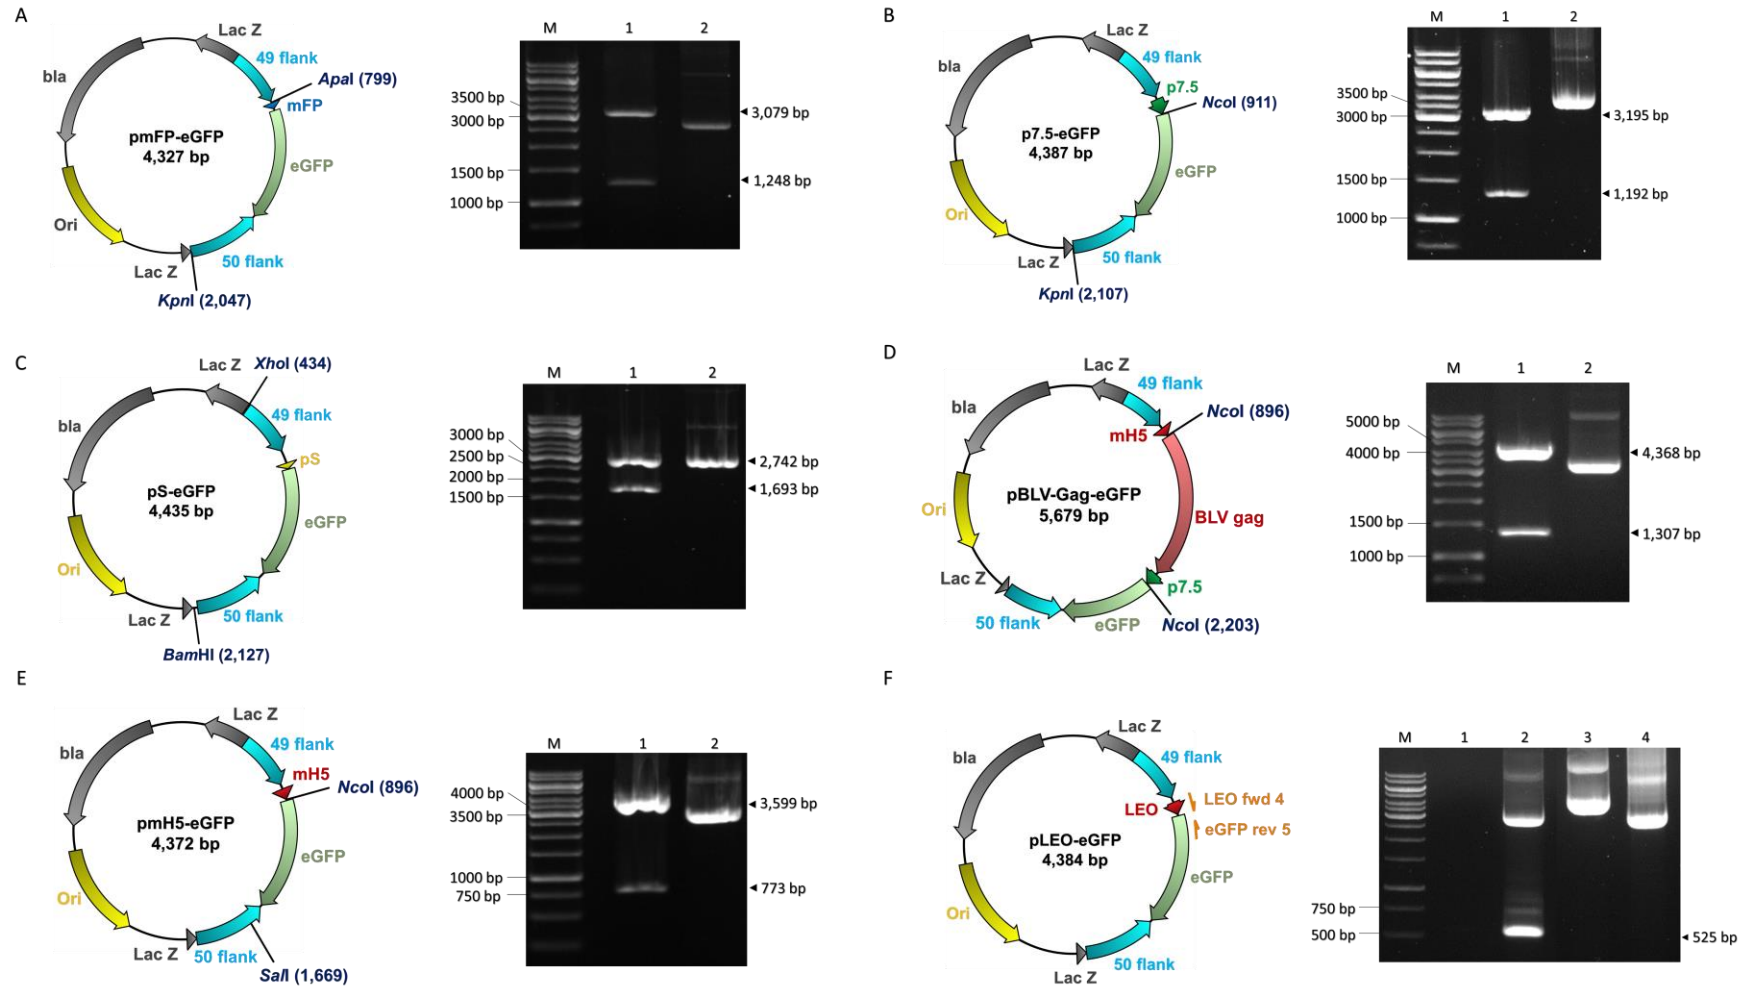 A
Lac Z
49 flank
ApaI (799)
mFP
bla
pmFP-eGFP
4,327 bp
eGFP
Ori
Lac Z
50 flank
KpnI (2,047)
M 1 2
3500 bp
3000 bp
1500 bp
1000 bp
3,079 bp
1,248 bp
B
Lac Z
49 flank
p7.5
NcoI (911)
bla
p7.5-eGFP
4,387 bp
eGFP
Ori
Lac Z
50 flank
KpnI (2,107)
M 1 2
3500 bp
3000 bp
1500 bp
1000 bp
3,195 bp
1,192 bp
C
Lac Z
XhoI (434)
49 flank
bla
pS
pS-eGFP
4,435 bp
eGFP
Ori
Lac Z
50 flank
BamHI (2,127)
M 1 2
3000 bp
2500 bp
2000 bp
1500 bp
2,742 bp
1,693 bp
D
Lac Z
49 flank
NcoI (896)
bla
mH5
pBLV-Gag-eGFP
5,679 bp
Ori
BLV gag
Lac Z
p7.5
50 flank
eGFP
NcoI (2,203)
M 1 2
5000 bp
4000 bp
1500 bp
1000 bp
4,368 bp
1,307 bp
E
Lac Z
49 flank
bla
mH5
NcoI (896)
pmH5-eGFP
4,372 bp
eGFP
Ori
Lac Z
50 flank
SalI (1,669)
M 1 2
4000 bp
3500 bp
1000 bp
750 bp
3,599 bp
773 bp
F
Lac Z
49 flank
bla
LEO
LEO fwd 4
eGFP rev 5
pLEO-eGFP
4,384 bp
eGFP
Ori
50 flank
Lac Z
M 1 2 3 4
750 bp
500 bp
525 bp